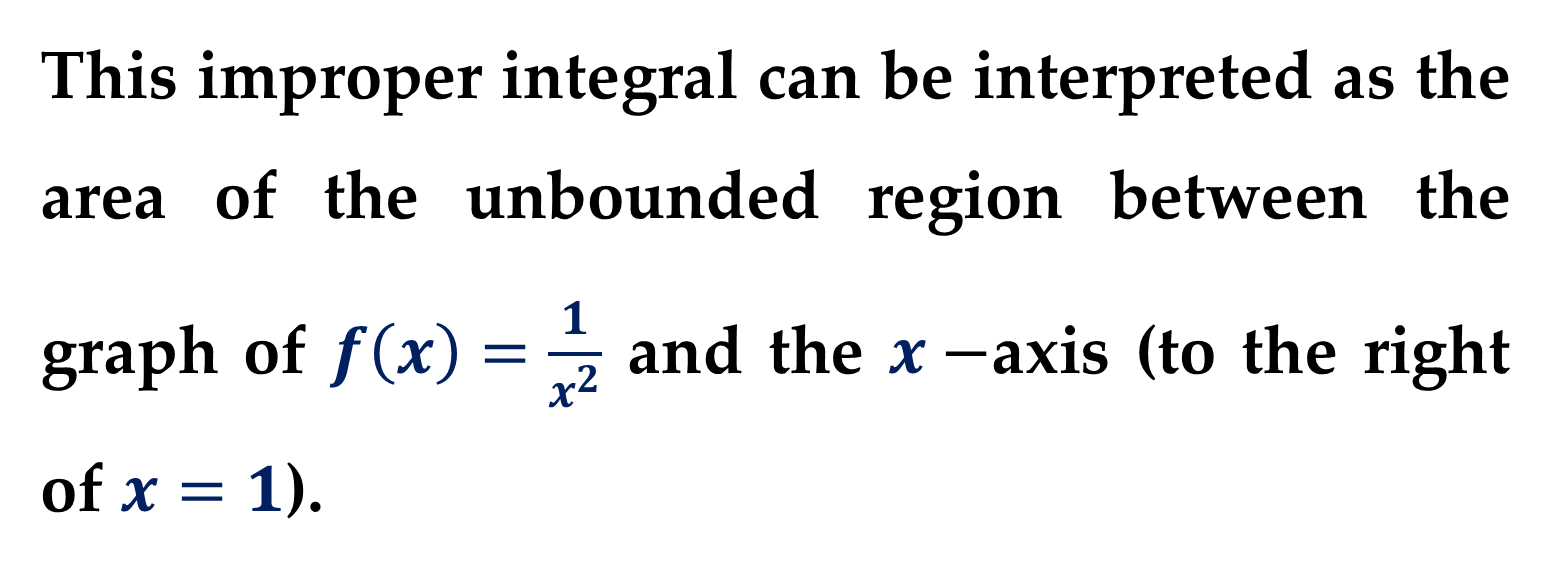 This improper integral can be interpreted as the
area of the unbounded region between the
graph of f(x) = 1/x² and the x −axis (to the right
of x = 1).